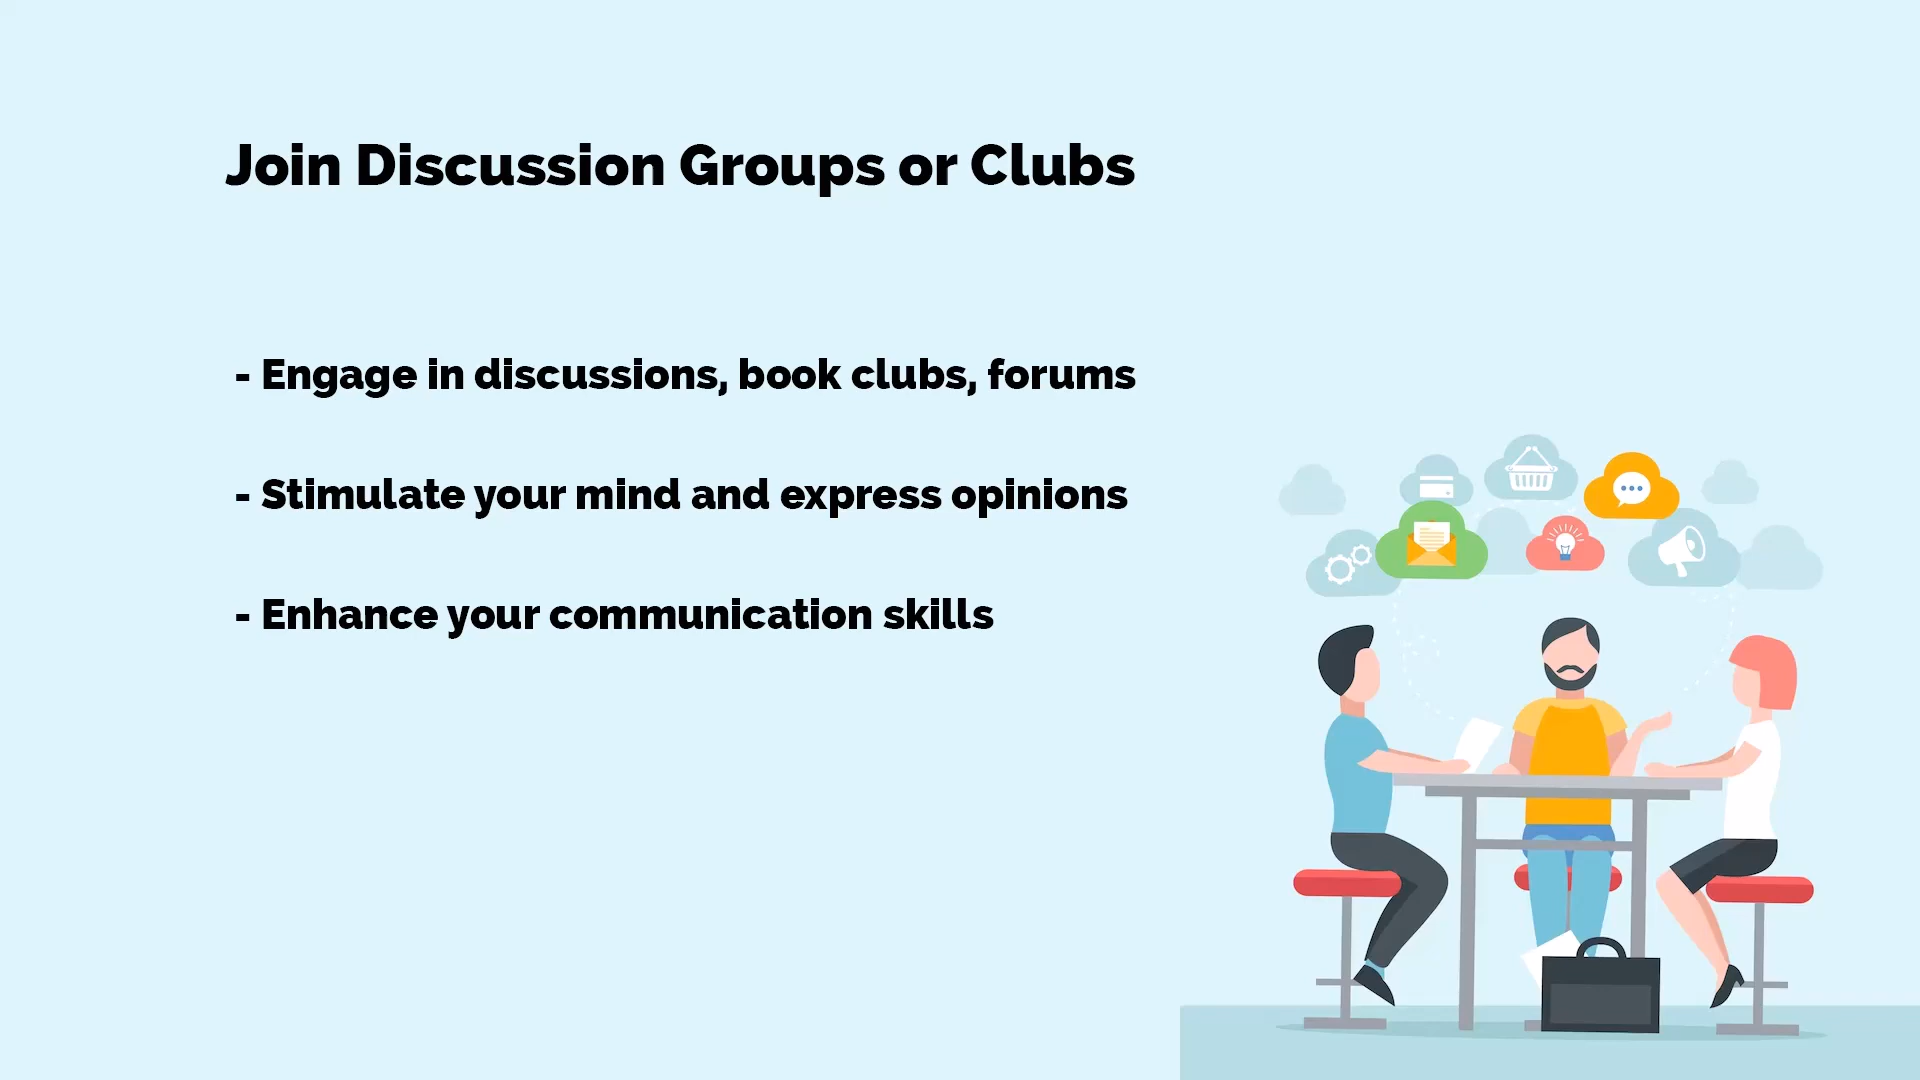 Join Discussion Groups or Clubs
- Engage in discussions, book clubs, forums
- Stimulate your mind and express opinions
- Enhance your communication skills